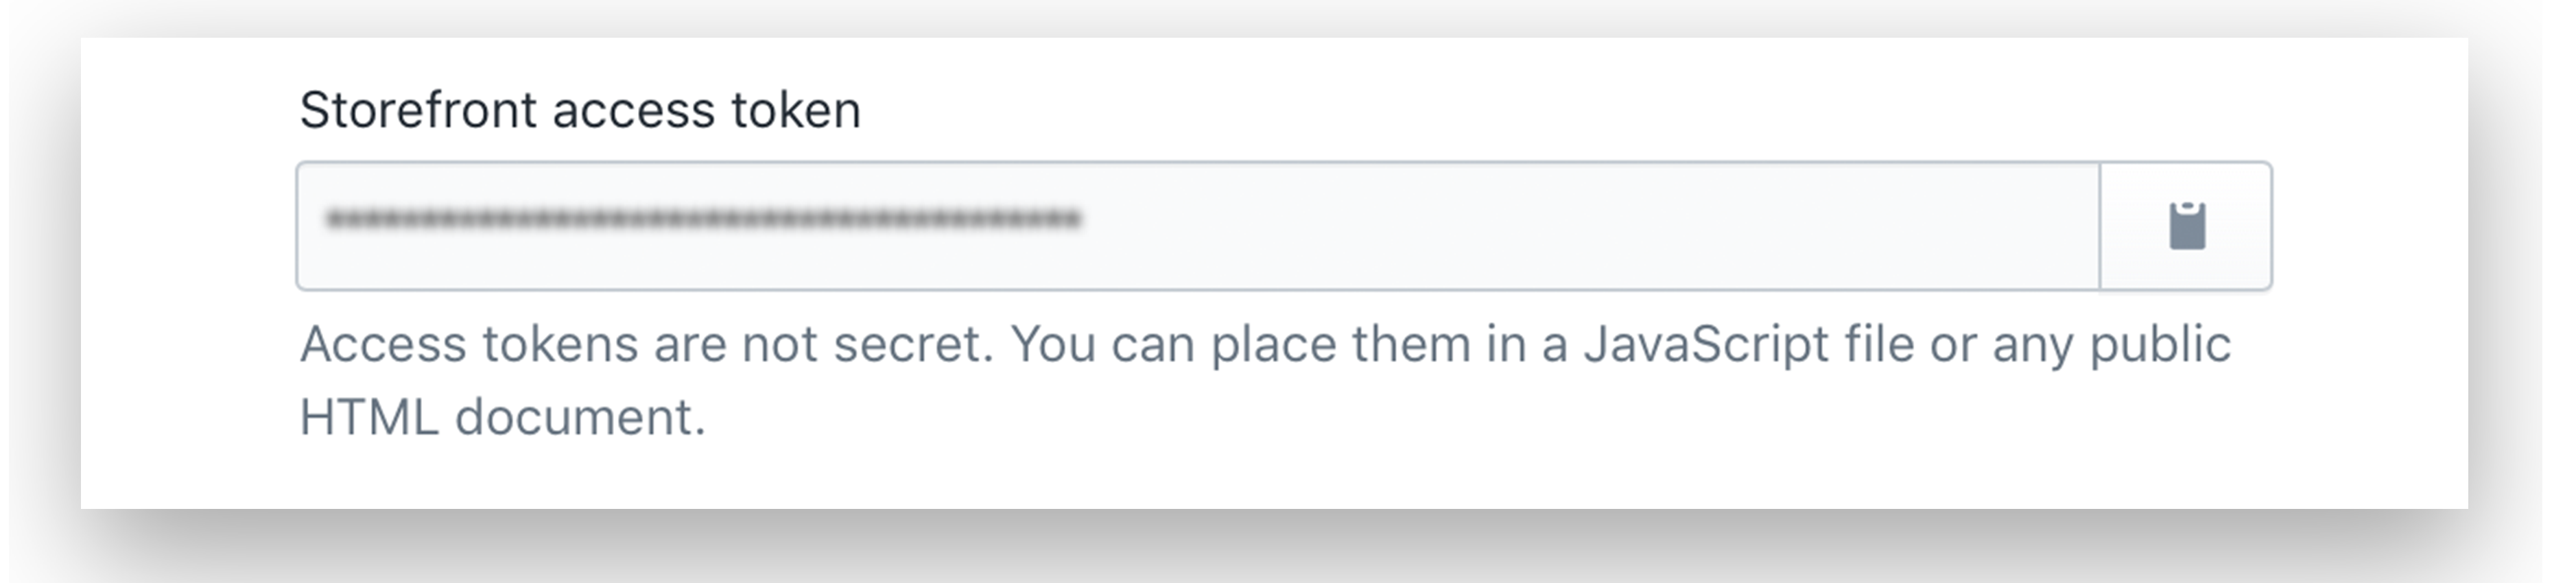 Storefront access token
Access tokens are not secret. You can place them in a JavaScript file or any public
HTML document.